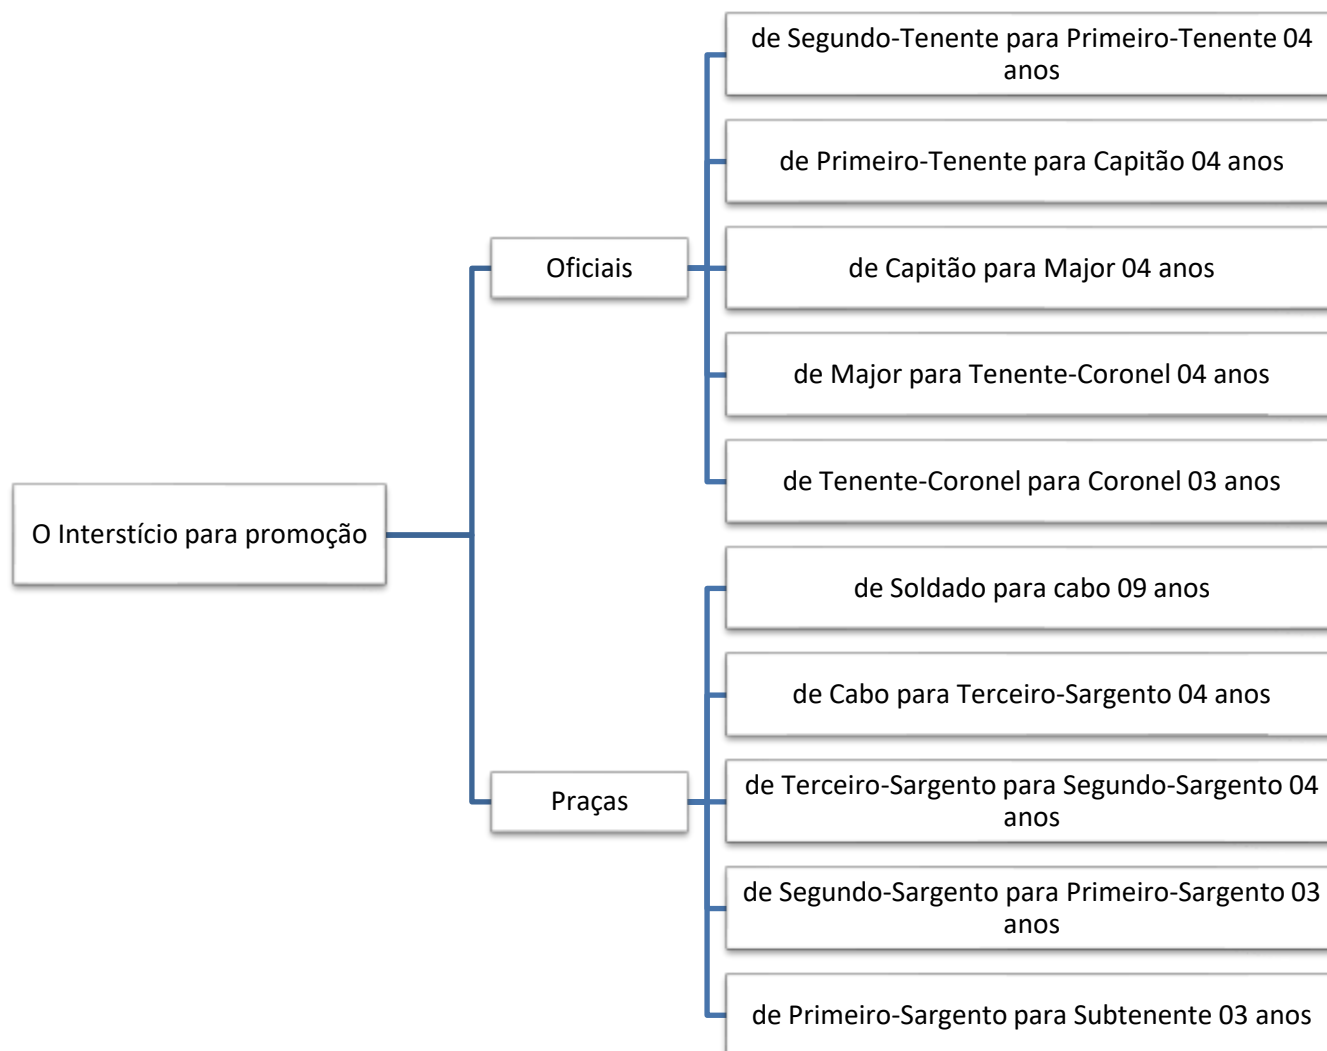 de Segundo-Tenente para Primeiro-Tenente 04
anos
de Primeiro-Tenente para Capitão 04 anos
Oficiais
de Capitão para Major 04 anos
de Major para Tenente-Coronel 04 anos
de Tenente-Coronel para Coronel 03 anos
O Interstício para promoção
de Soldado para cabo 09 anos
de Cabo para Terceiro-Sargento 04 anos
Praças
de Terceiro-Sargento para Segundo-Sargento 04
anos
de Segundo-Sargento para Primeiro-Sargento 03
anos
de Primeiro-Sargento para Subtenente 03 anos